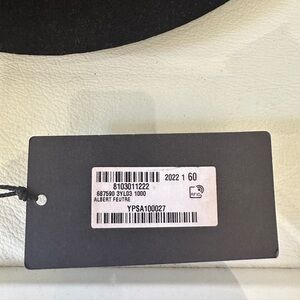 2022 1 60
8103011222
687590 3YL03 1000
ALBERT FEUTRE
RFID
YPSA100027